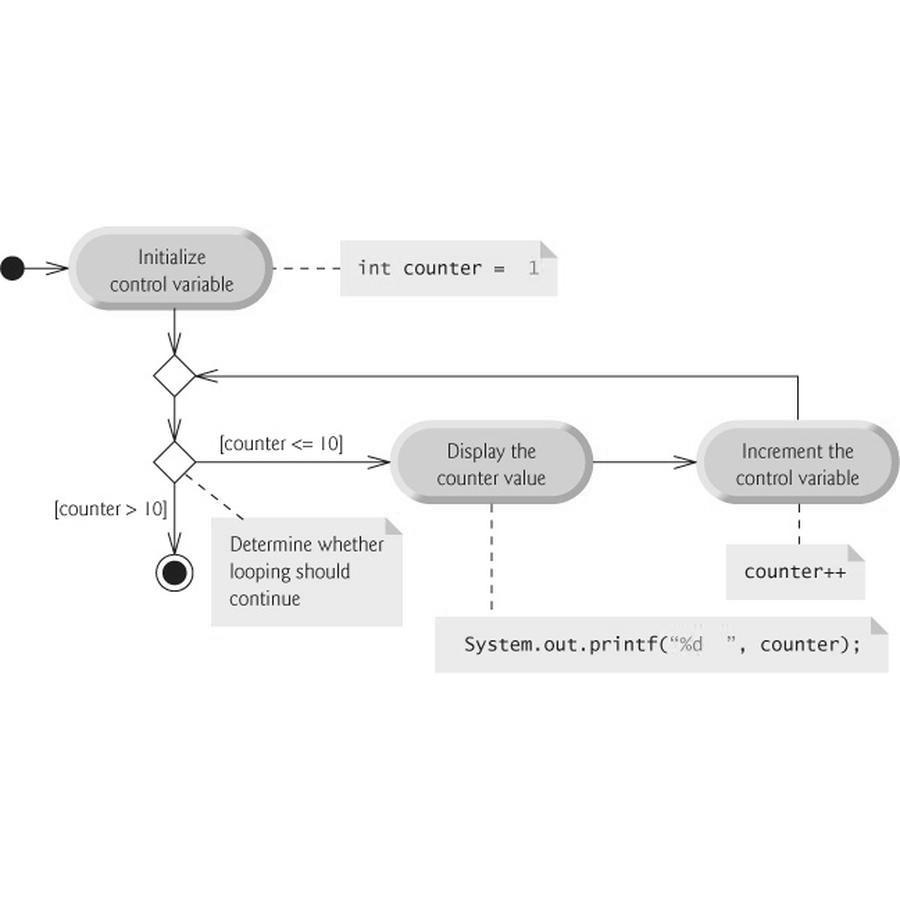 Initialize
control variable
int counter = 1
[counter <= 10]
Display the
counter value
Increment the
control variable
[counter > 10]
Determine whether
looping should
continue
counter++
System.out.printf(“%d ”, counter);